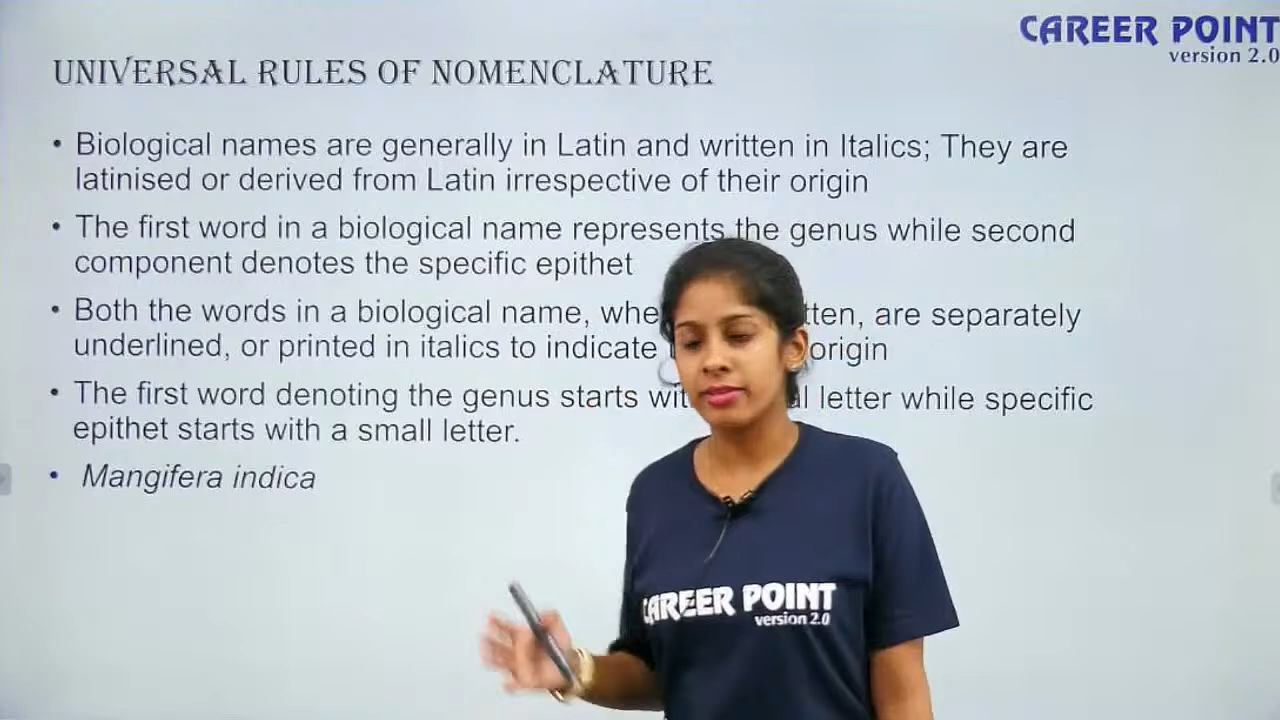 CAREER POINT
version 2.0
UNIVERSAL RULES OF NOMENCLATURE
• Biological names are generally in Latin and written in Italics; They are
latinised or derived from Latin irrespective of their origin
• The first word in a biological name represents the genus while second
component denotes the specific epithet
• Both the words in a biological name, are separately
underlined, or printed in italics to indicate origin
• The first word denoting the genus starts letter while specific
epithet starts with a small letter.
• Mangifera indica
CAREER POINT
version 2.0